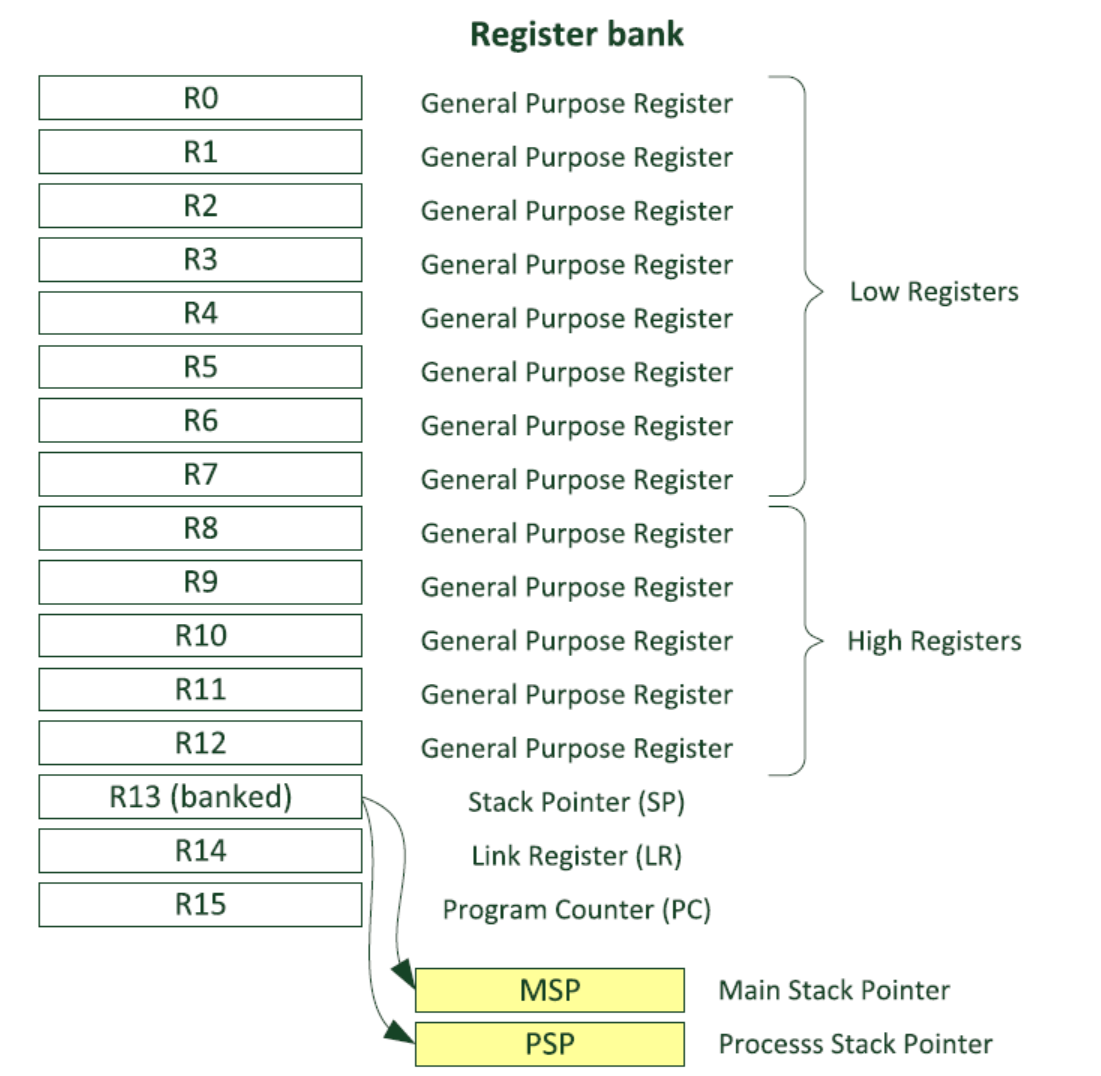 Register bank
R0 General Purpose Register
R1 General Purpose Register
R2 General Purpose Register
R3 General Purpose Register
Low Registers
R4 General Purpose Register
R5 General Purpose Register
R6 General Purpose Register
R7 General Purpose Register
R8 General Purpose Register
R9 General Purpose Register
R10 General Purpose Register
High Registers
R11 General Purpose Register
R12 General Purpose Register
R13 (banked) Stack Pointer (SP)
R14 Link Register (LR)
R15 Program Counter (PC)
MSP Main Stack Pointer
PSP Processs Stack Pointer